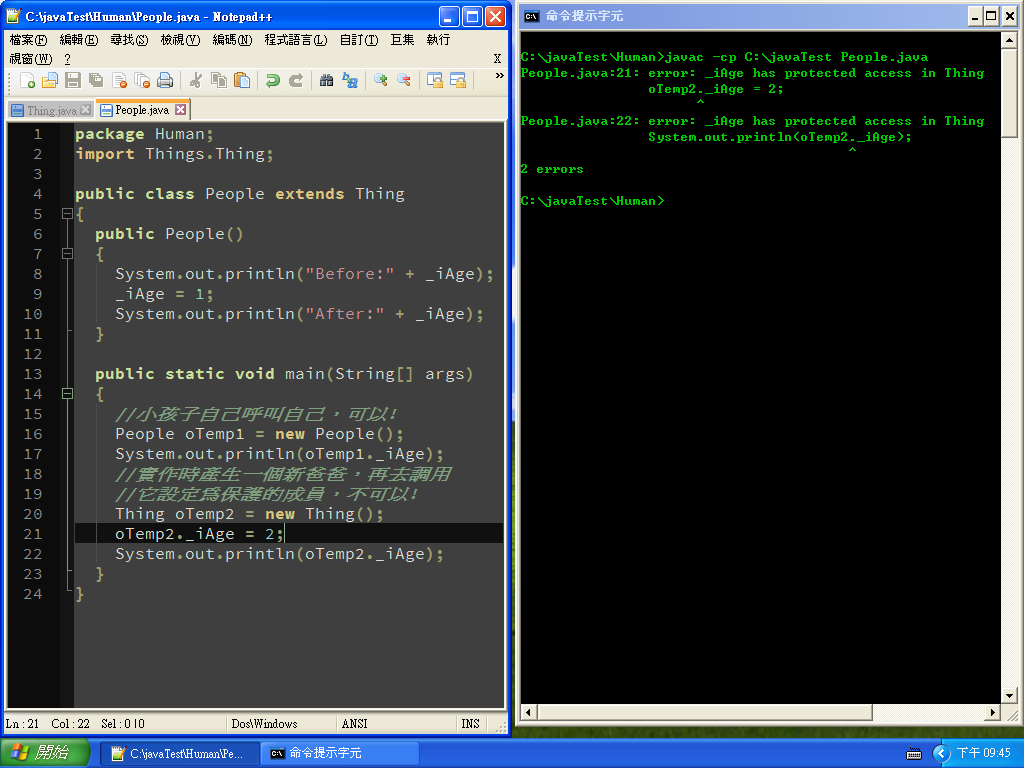 C:\javaTest\Human\People.java - Notepad++
檔案(F) 編輯(E) 尋找(S) 檢視(V) 編碼(N) 程式語言(L) 自訂(T) 巨集 執行
視窗(W) ? X
»
Thing.java People.java
1 package Human;
2 import Things.Thing;
3
4 public class People extends Thing
5 {
6 public People()
7 {
8 System.out.println("Before:" + _iAge);
9 _iAge = 1;
10 System.out.println("After:" + _iAge);
11 }
12
13 public static void main(String[] args)
14 {
15 //小孩子自己呼叫自己，可以!
16 People oTemp1 = new People();
17 System.out.println(oTemp1._iAge);
18 //實作時產生一個新爸爸，再去調用
19 //它設定為保護的成員，不可以!
20 Thing oTemp2 = new Thing();
21 oTemp2._iAge = 2;
22 System.out.println(oTemp2._iAge);
23 }
24 }
Ln : 21 Col : 22 Sel : 0 | 0 Dos\Windows ANSI INS
C:\ 命令提示字元
C:\javaTest\Human>javac -cp C:\javaTest People.java
People.java:21: error: _iAge has protected access in Thing
oTemp2._iAge = 2;
^
People.java:22: error: _iAge has protected access in Thing
System.out.println(oTemp2._iAge);
^
2 errors
C:\javaTest\Human>
開始 C:\javaTest\Human\Pe... C:\ 命令提示字元 下午 09:45